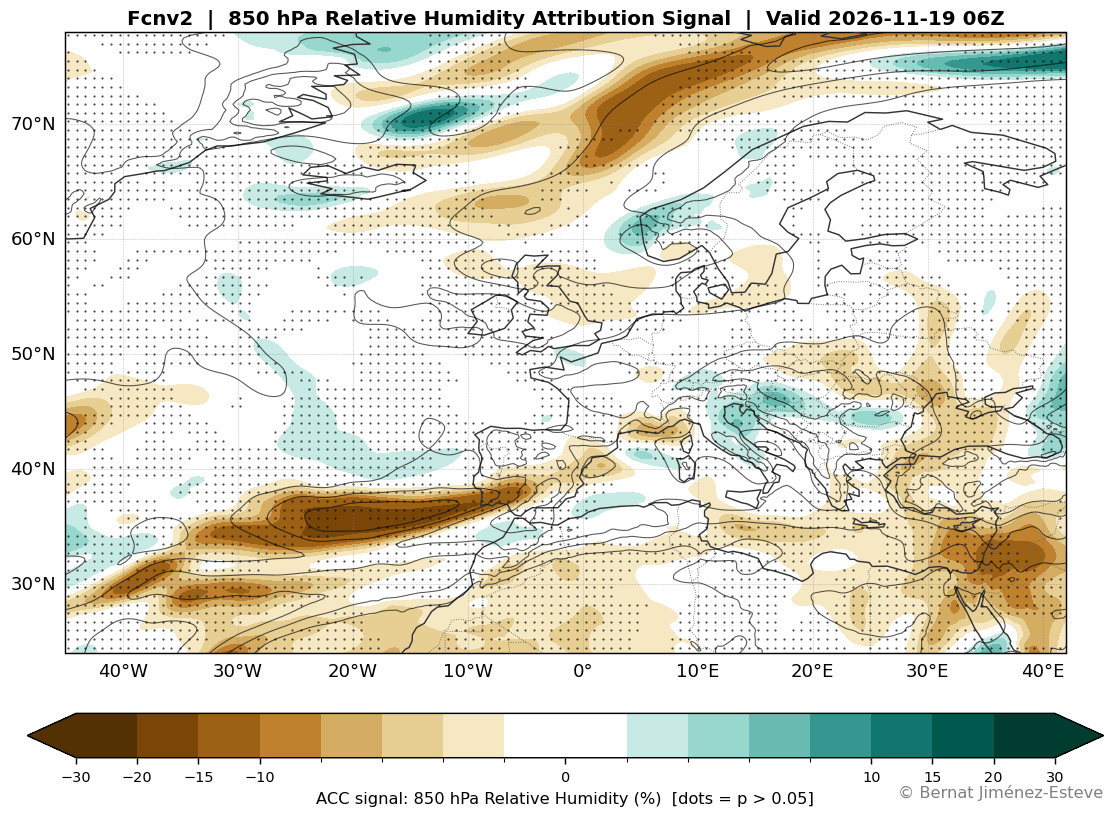 Fcnv2  |  850 hPa Relative Humidity Attribution Signal  |  Valid 2026-11-19 06Z
70°N
60°N
50°N
40°N
30°N
40°W 30°W 20°W 10°W 0° 10°E 20°E 30°E 40°E
−30 −20 −15 −10 0 10 15 20 30
ACC signal: 850 hPa Relative Humidity (%)  [dots = p > 0.05]
© Bernat Jiménez-Esteve